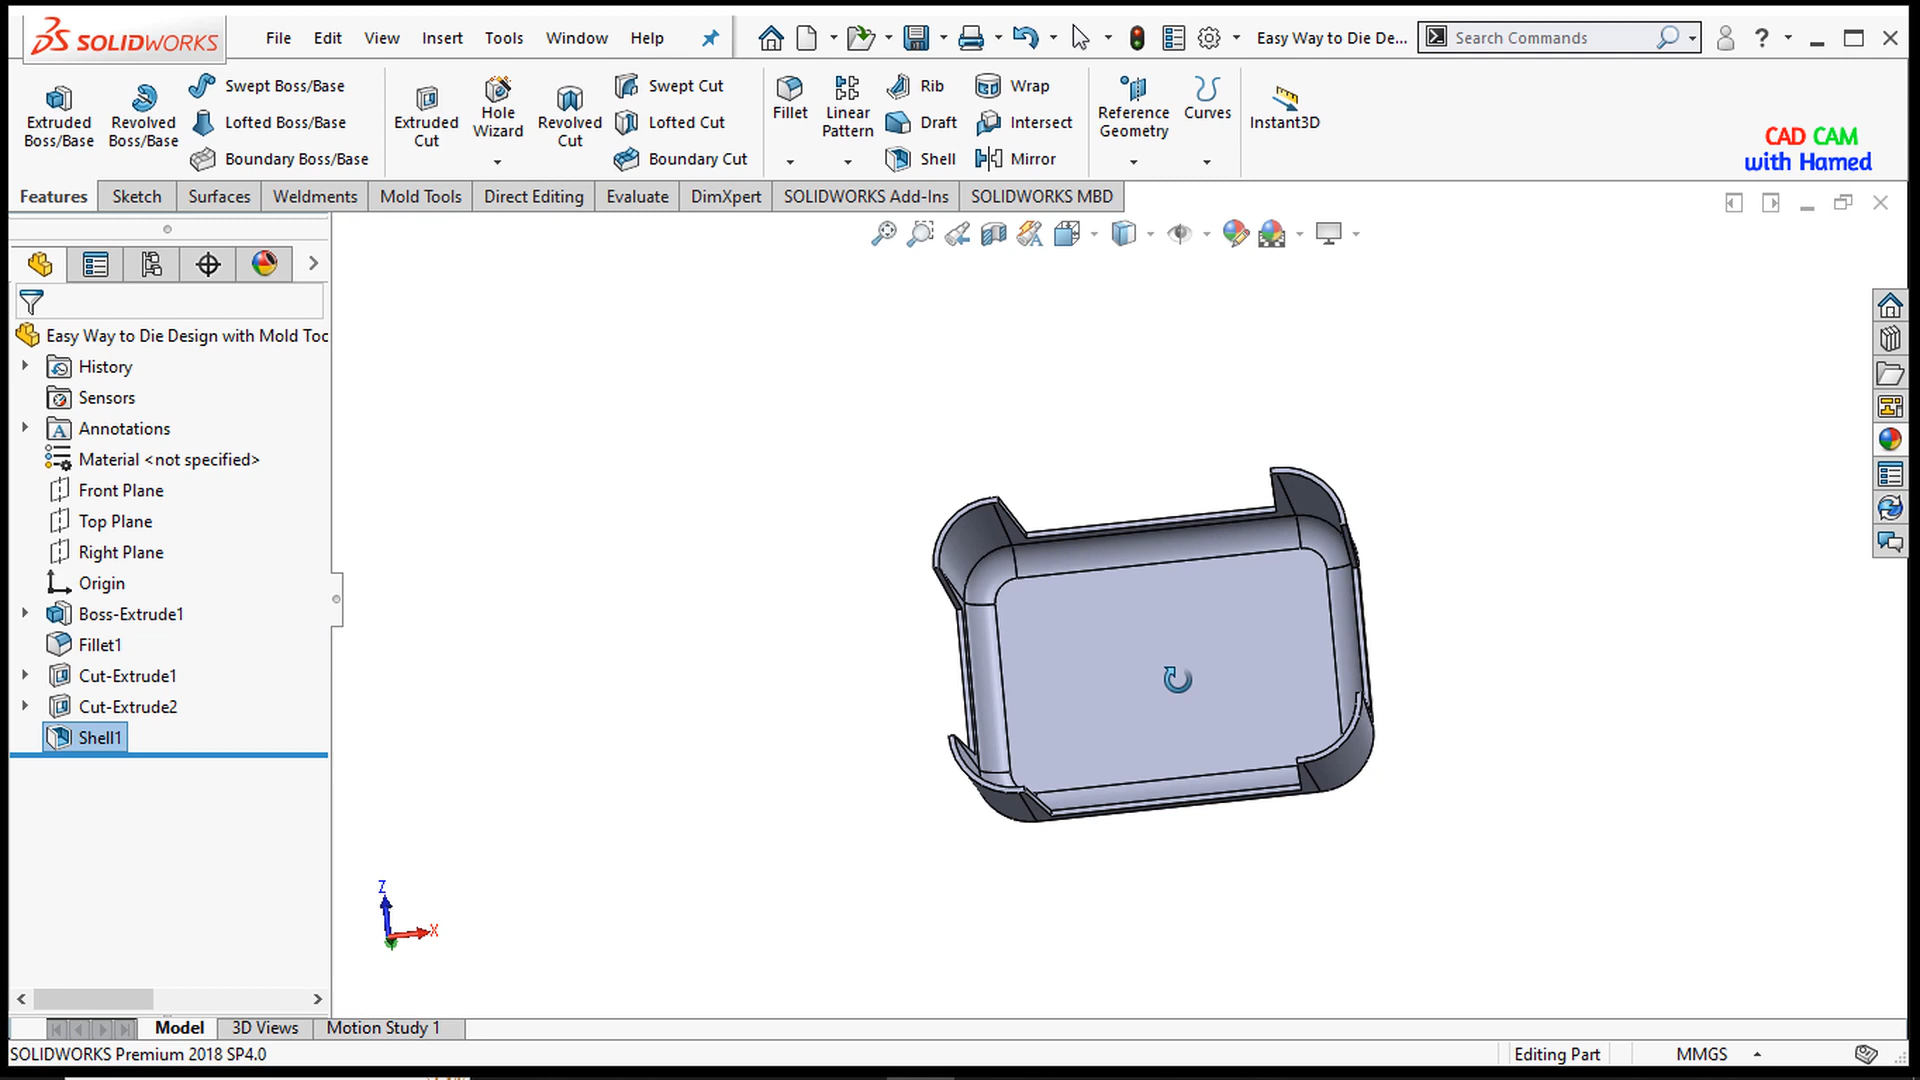 SOLIDWORKS File Edit View Insert Tools Window Help Easy Way to Die De... Search Commands ?
Extruded Boss/Base
Revolved Boss/Base
Swept Boss/Base
Lofted Boss/Base
Boundary Boss/Base
Extruded Cut
Hole Wizard
Revolved Cut
Swept Cut
Lofted Cut
Boundary Cut
Fillet
Linear Pattern
Rib
Draft
Shell
Wrap
Intersect
Mirror
Reference Geometry
Curves
Instant3D
CAD CAM
with Hamed
Features Sketch Surfaces Weldments Mold Tools Direct Editing Evaluate DimXpert SOLIDWORKS Add-Ins SOLIDWORKS MBD
Easy Way to Die Design with Mold Too
History
Sensors
Annotations
Material <not specified>
Front Plane
Top Plane
Right Plane
Origin
Boss-Extrude1
Fillet1
Cut-Extrude1
Cut-Extrude2
Shell1
Z
X
Model 3D Views Motion Study 1
SOLIDWORKS Premium 2018 SP4.0 Editing Part MMGS